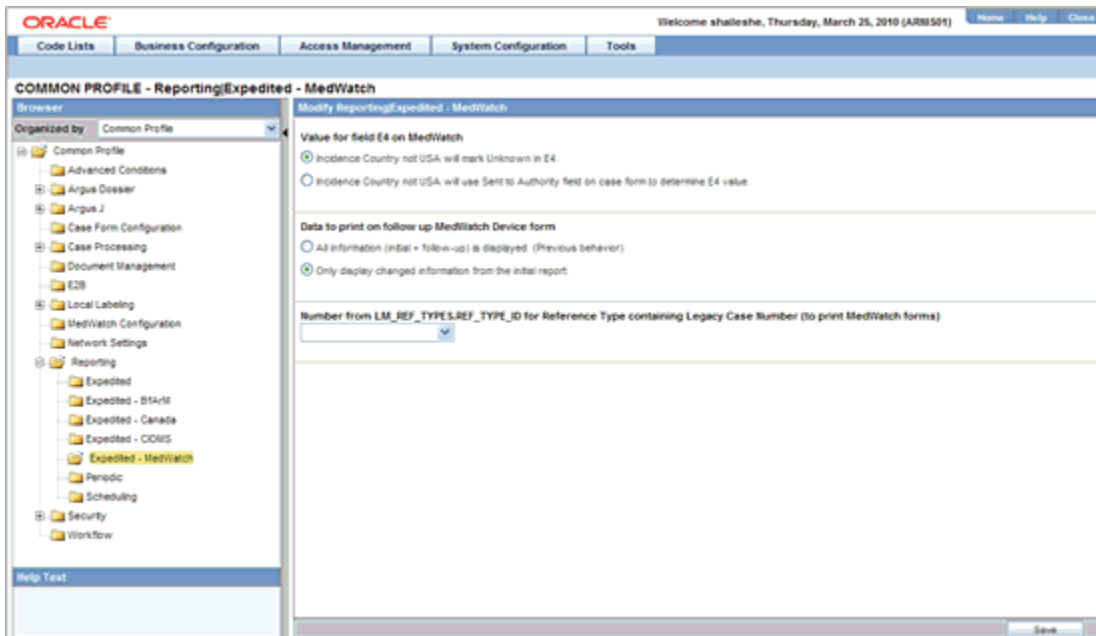 ORACLE
Welcome shaileshe, Thursday, March 25, 2010 (ARMIS01)
Home Help Close
Code Lists Business Configuration Access Management System Configuration Tools
COMMON PROFILE - Reporting|Expedited - MedWatch
Browser
Organized by Common Profile
Common Profile
Advanced Conditions
Argus Dossier
Argus J
Case Form Configuration
Case Processing
Document Management
E2B
Local Labeling
MedWatch Configuration
Network Settings
Reporting
Expedited
Expedited - BfArM
Expedited - Canada
Expedited - CIOMS
Expedited - MedWatch
Periodic
Scheduling
Security
Workflow
Help Text
Modify Reporting|Expedited - MedWatch
Value for field E4 on MedWatch
Incidence Country not USA will mark Unknown in E4.
Incidence Country not USA will use Sent to Authority field on case form to determine E4 value.
Data to print on follow up MedWatch Device form
All information (initial + follow-up) is displayed. (Previous behavior)
Only display changed information from the initial report.
Number from LM_REF_TYPES.REF_TYPE_ID for Reference Type containing Legacy Case Number (to print MedWatch forms)
Save